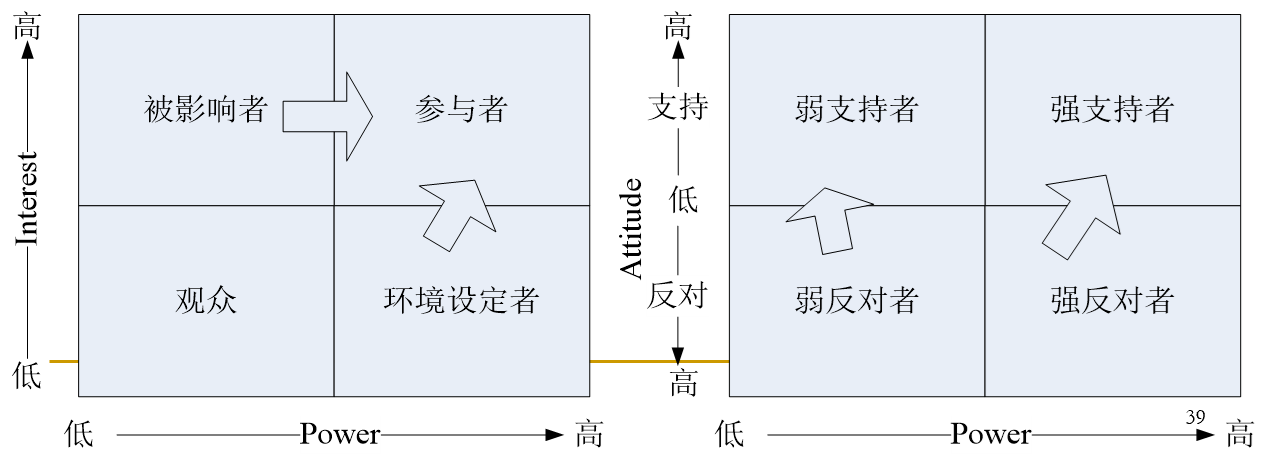 高
被影响者
参与者
Interest
观众
环境设定者
低
低
Power
高
高
支持
弱支持者
强支持者
Attitude
低
反对
弱反对者
强反对者
高
低
Power
39
高